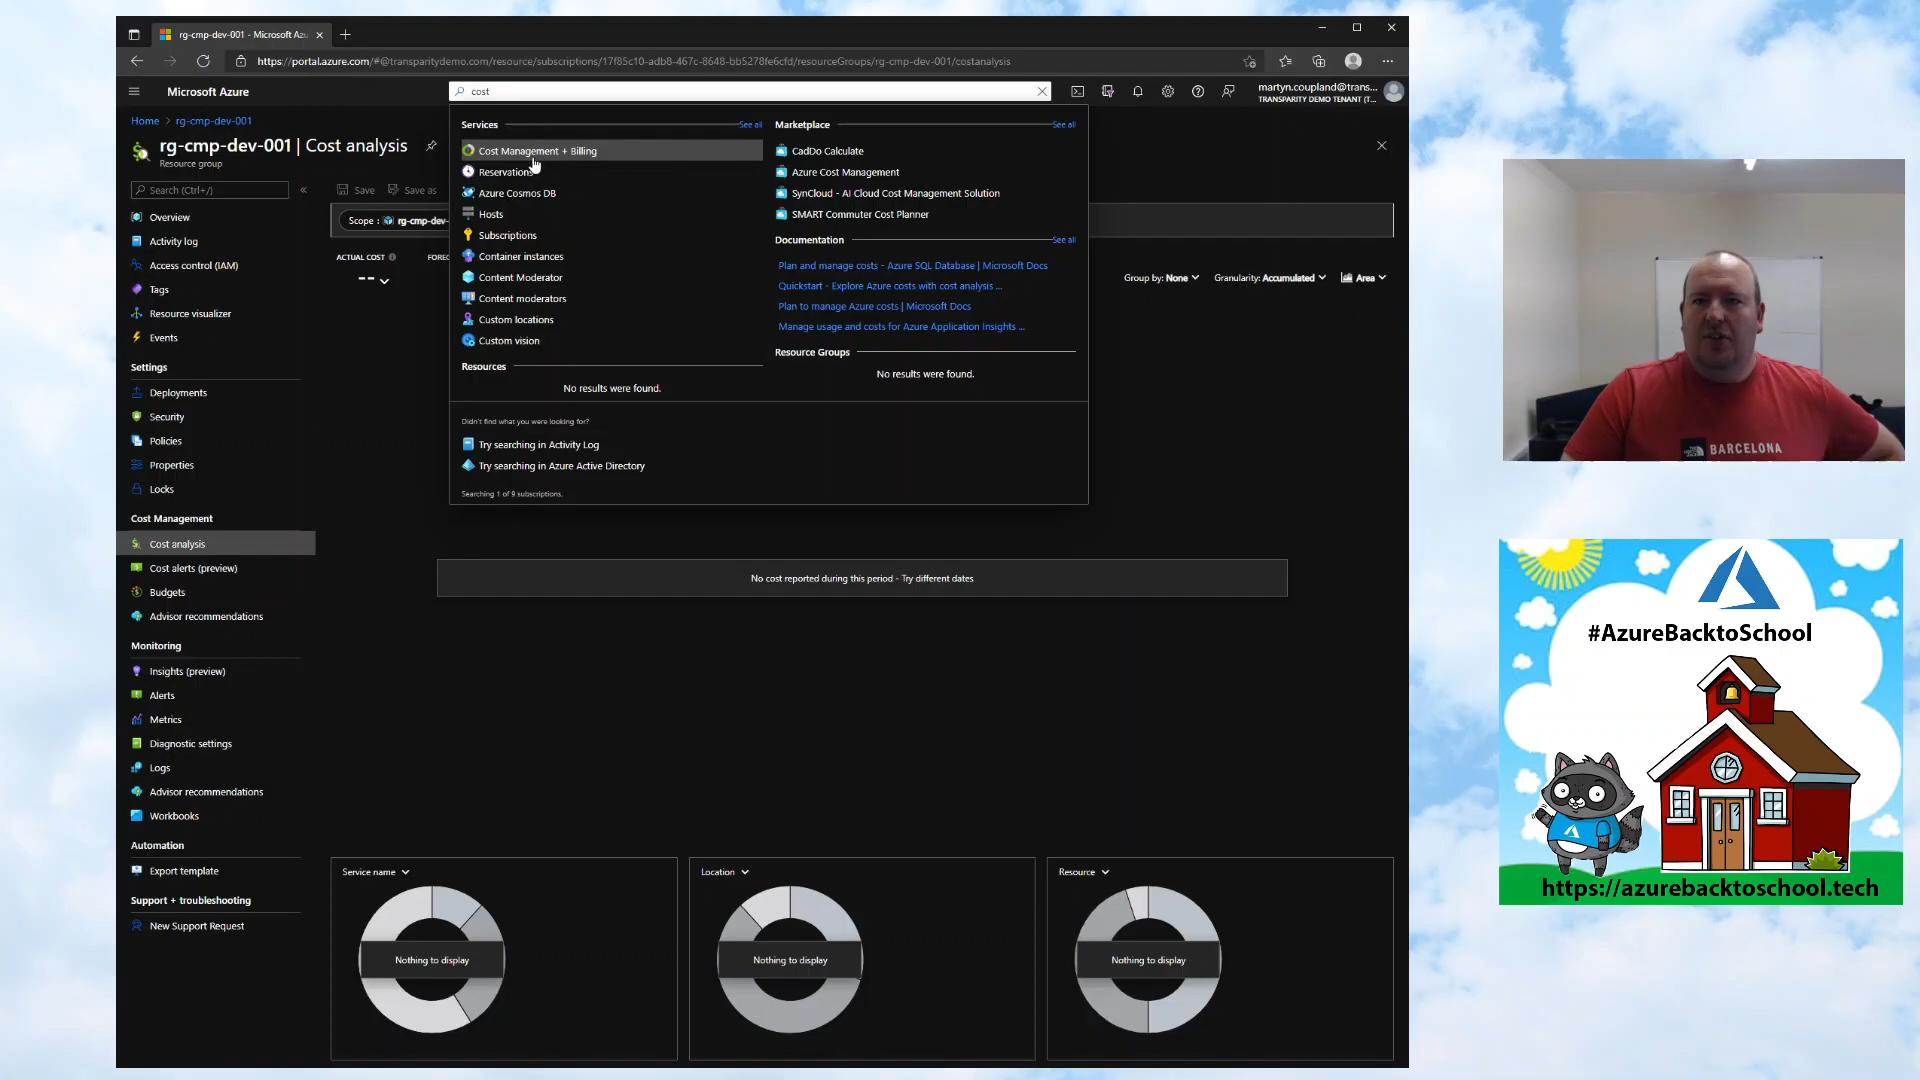 rg-cmp-dev-001 - Microsoft Azu
https://portal.azure.com/#@transparitydemo.com/resource/subscriptions/17f85c10-adb8-467c-8648-bb5278fe6cfd/resourceGroups/rg-cmp-dev-001/costanalysis
Microsoft Azure
cost
martyn.coupland@trans...
TRANSPARITY DEMO TENANT (T...
Home > rg-cmp-dev-001
rg-cmp-dev-001 | Cost analysis
Resource group
Search (Ctrl+/)
Overview
Activity log
Access control (IAM)
Tags
Resource visualizer
Events
Settings
Deployments
Security
Policies
Properties
Locks
Cost Management
Cost analysis
Cost alerts (preview)
Budgets
Advisor recommendations
Monitoring
Insights (preview)
Alerts
Metrics
Diagnostic settings
Logs
Advisor recommendations
Workbooks
Automation
Export template
Support + troubleshooting
New Support Request
Save
Save as
Scope : rg-cmp-dev-
ACTUAL COST
FOREC
--
Services
See all
Cost Management + Billing
Reservations
Azure Cosmos DB
Hosts
Subscriptions
Container instances
Content Moderator
Content moderators
Custom locations
Custom vision
Resources
No results were found.
Marketplace
See all
CadDo Calculate
Azure Cost Management
SynCloud - AI Cloud Cost Management Solution
SMART Commuter Cost Planner
Documentation
See all
Plan and manage costs - Azure SQL Database | Microsoft Docs
Quickstart - Explore Azure costs with cost analysis ...
Plan to manage Azure costs | Microsoft Docs
Manage usage and costs for Azure Application Insights ...
Resource Groups
No results were found.
Didn't find what you were looking for?
Try searching in Activity Log
Try searching in Azure Active Directory
Searching 1 of 9 subscriptions.
Group by: None
Granularity: Accumulated
Area
No cost reported during this period - Try different dates
Service name
Nothing to display
Location
Nothing to display
Resource
Nothing to display
BARCELONA
#AzureBacktoSchool
https://azurebacktoschool.tech